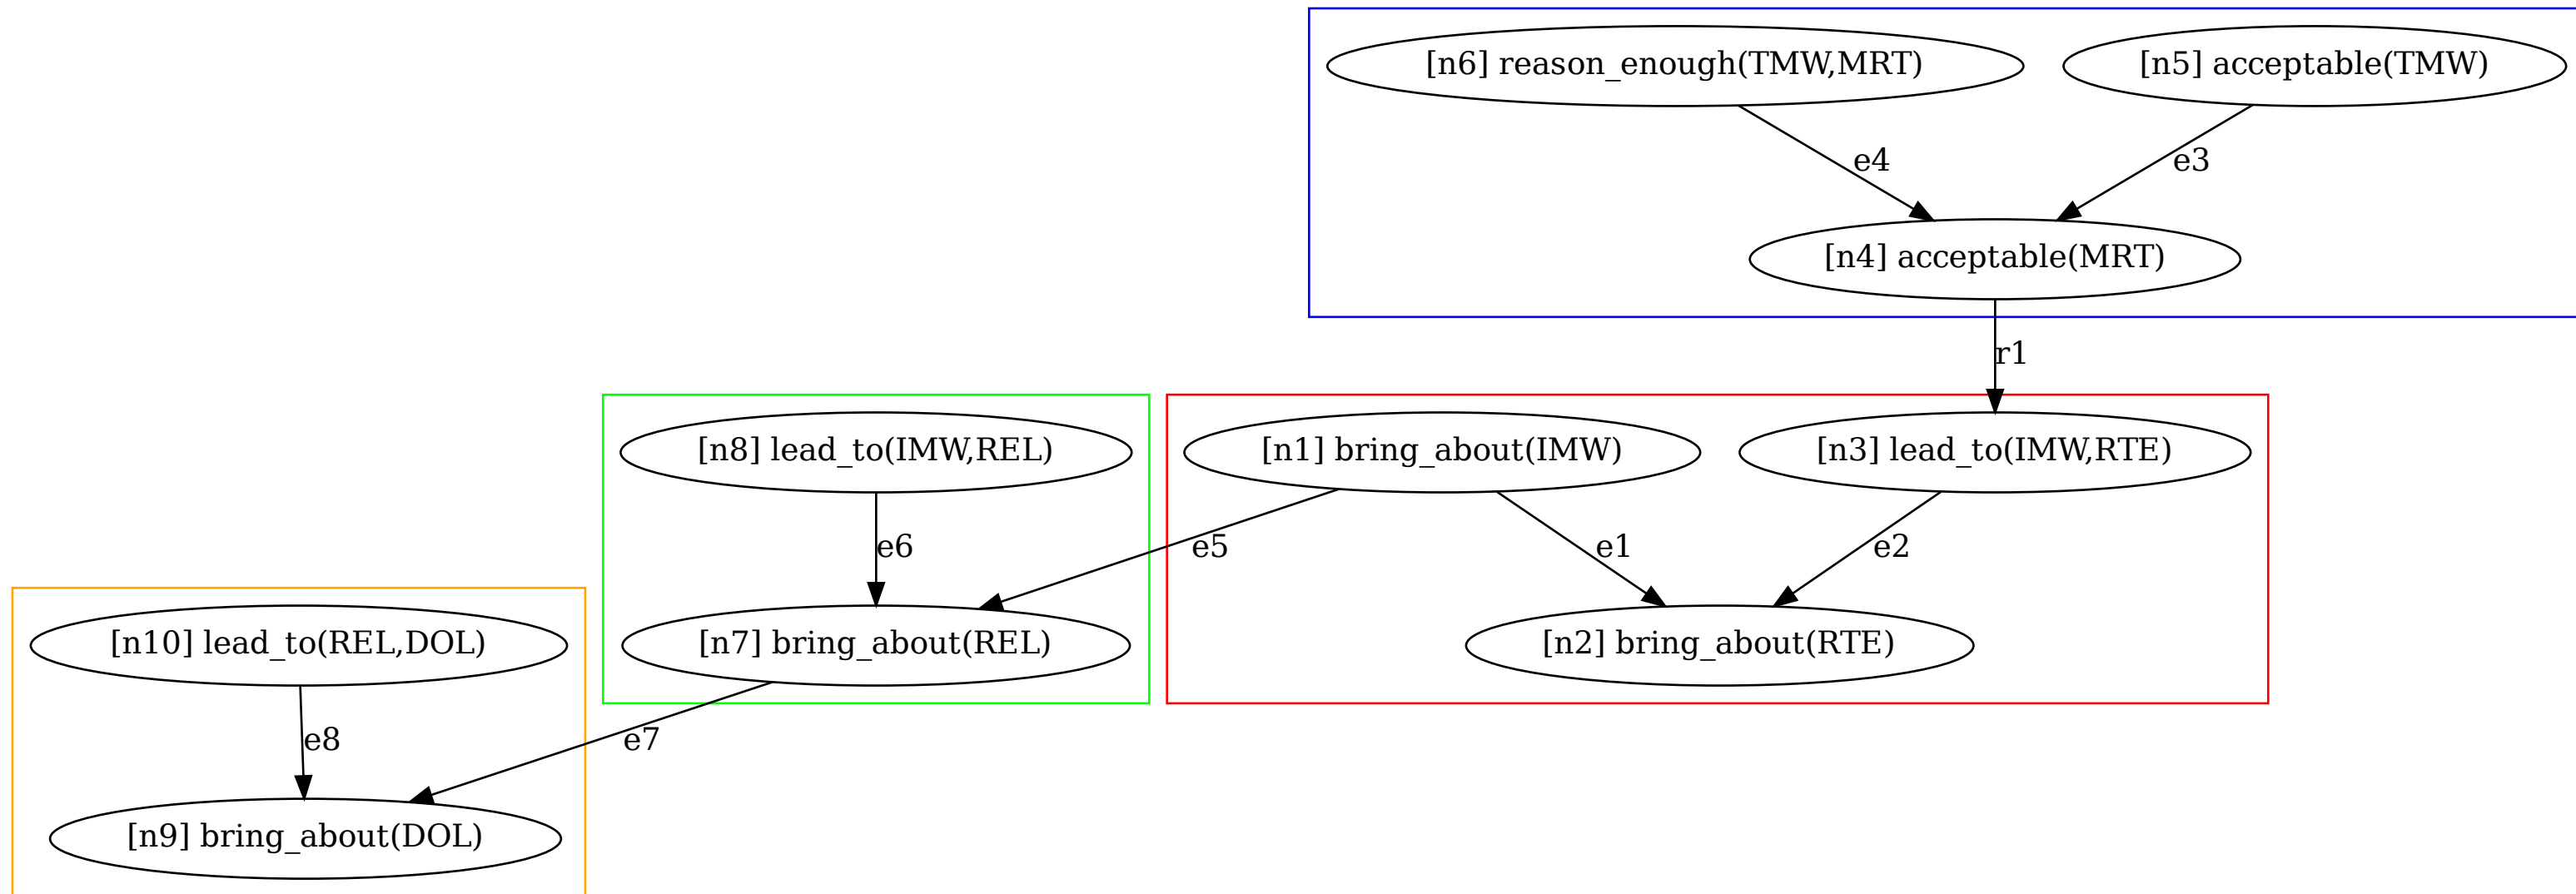 [n6] reason_enough(TMW,MRT)
[n5] acceptable(TMW)
e4
e3
[n4] acceptable(MRT)
r1
[n8] lead_to(IMW,REL)
[n1] bring_about(IMW)
[n3] lead_to(IMW,RTE)
e6
e5
e1
e2
[n10] lead_to(REL,DOL)
[n7] bring_about(REL)
[n2] bring_about(RTE)
e8
e7
[n9] bring_about(DOL)